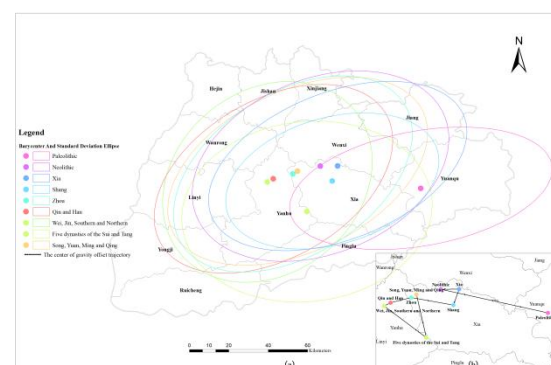 N
Hejin
Jishan
Xinjiang
Wanrong
Wenxi
Jiang
Linyi
Yuanqu
Yanhu
Xia
Yongji
Pinglu
Ruicheng
Legend
Barycenter And Standard Deviation Ellipse
Paleolithic
Neolithic
Xia
Shang
Zhou
Qin and Han
Wei, Jin, Southern and Northern
Five dynasties of the Sui and Tang
Song, Yuan, Ming and Qing
The center of gravity offset trajectory
0 10 20 40 60
Kilometers
(a)
Jishan
Jiang
Wanrong
Wenxi
Neolithic
Xia
Song, Yuan, Ming and Qing
Qin and Han
Zhou
Yuanqu
Wei, Jin, Southern and Northern
Shang
Paleolithic
Yanhu
Xia
Linyi
Five dynasties of the Sui and Tang
Pinglu
(b)